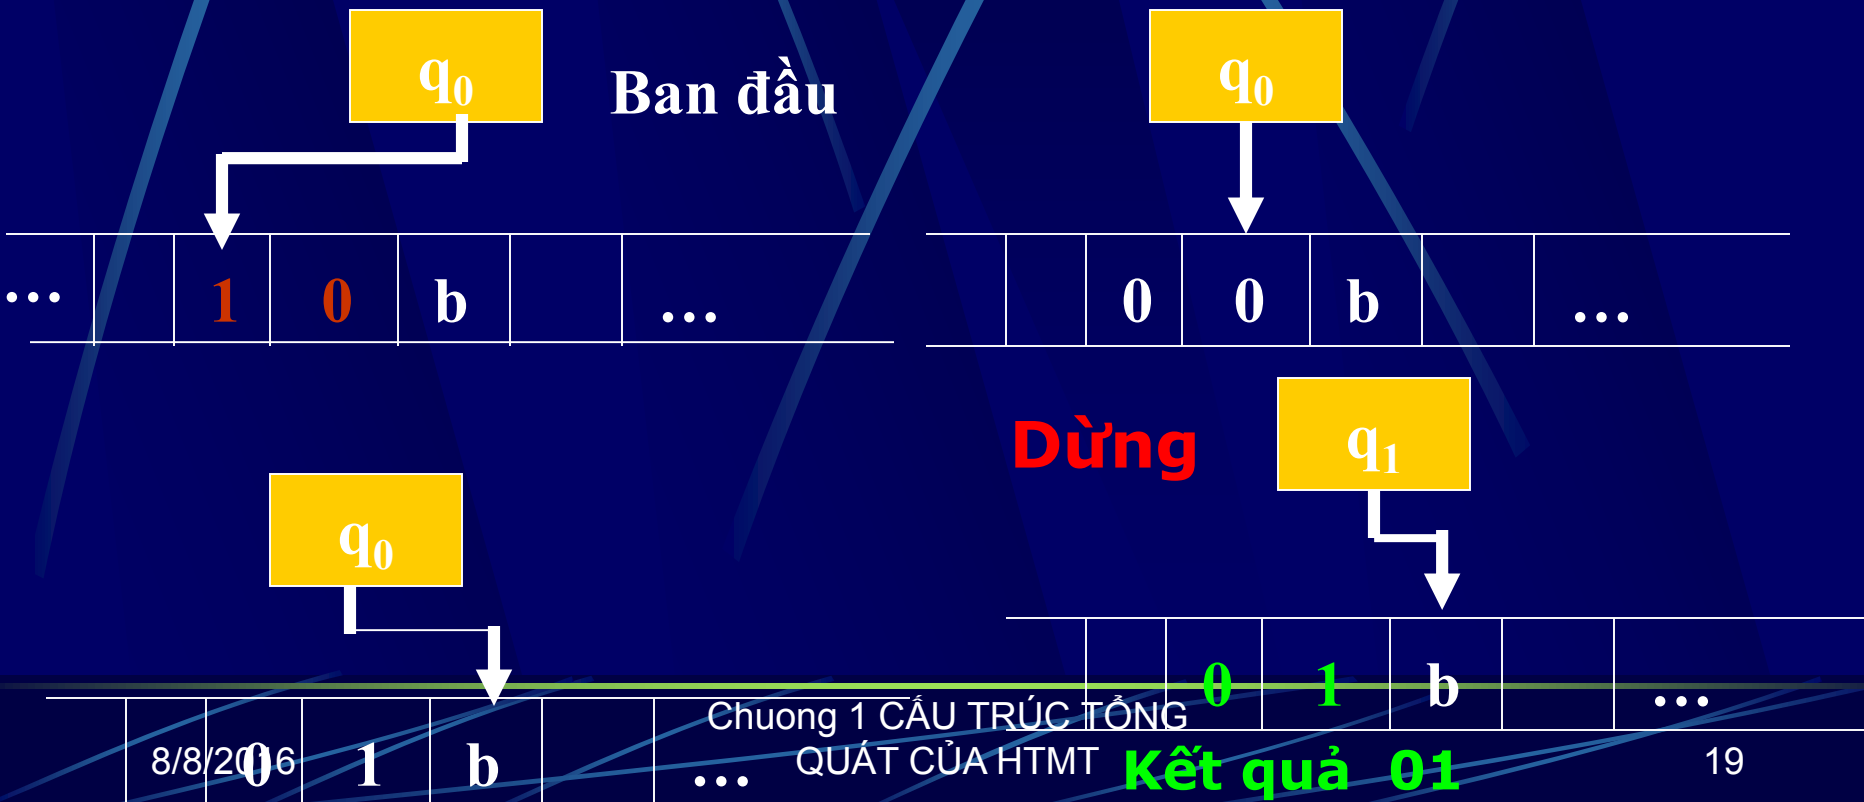 q0
Ban đầu
… 1 0 b …
q0
0 0 b …
q0
0 1 b …
Dừng
q1
0 1 b …
Kết quả 01
8/8/2016
Chuong 1 CẤU TRÚC TỔNG
QUÁT CỦA HTMT
19